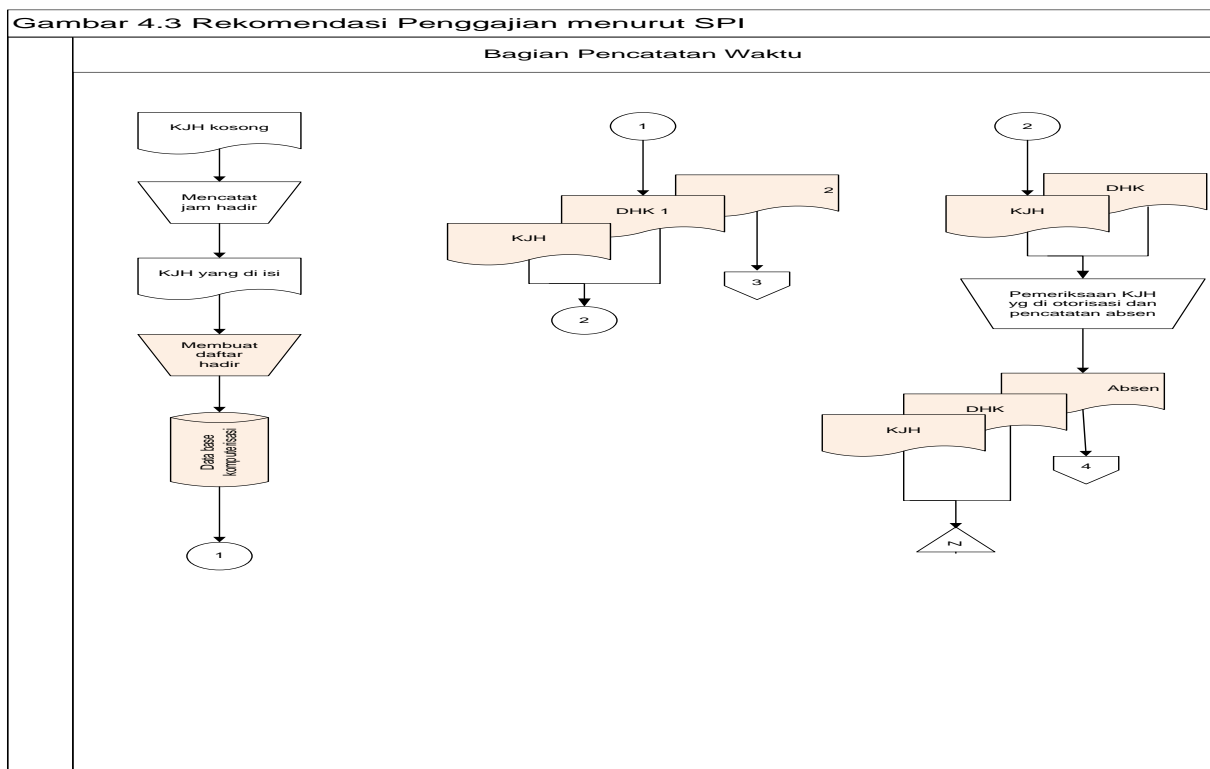 Gambar 4.3 Rekomendasi Penggajian menurut SPI
Bagian Pencatatan Waktu
KJH kosong
Mencatat
jam hadir
KJH yang di isi
Membuat
daftar
hadir
Data base
komputerisasi
1
1
2
DHK 1
KJH
3
2
2
DHK
KJH
Pemeriksaan KJH
yg di otorisasi dan
pencatatan absen
Absen
DHK
KJH
4
N